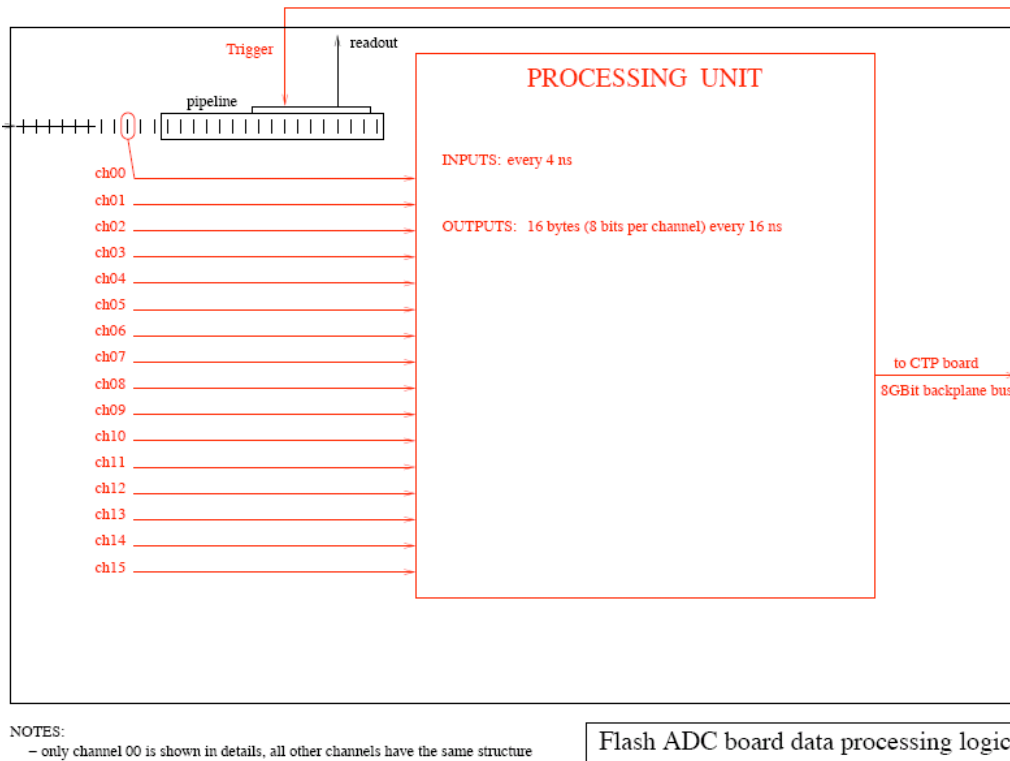 Trigger
readout
PROCESSING UNIT
pipeline
INPUTS: every 4 ns
ch00
ch01
ch02
OUTPUTS: 16 bytes (8 bits per channel) every 16 ns
ch03
ch04
ch05
ch06
ch07
to CTP board
ch08
8GBit backplane bus
ch09
ch10
ch11
ch12
ch13
ch14
ch15
NOTES:
– only channel 00 is shown in details, all other channels have the same structure
Flash ADC board data processing logic